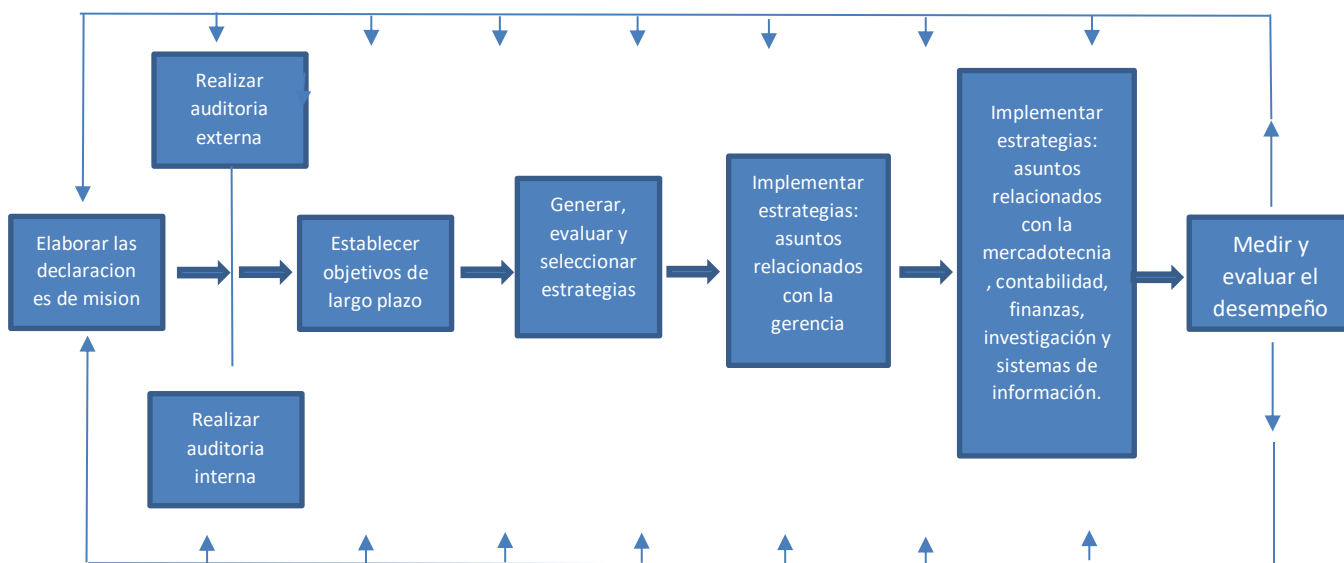 Realizar
auditoria
externa
Elaborar las
declaracion
es de mision
Realizar
auditoria
interna
Establecer
objetivos de
largo plazo
Generar,
evaluar y
seleccionar
estrategias
Implementar
estrategias:
asuntos
relacionados
con la
gerencia
Implementar
estrategias:
asuntos
relacionados
con la
mercadotecnia
, contabilidad,
finanzas,
investigación y
sistemas de
información.
Medir y
evaluar el
desempeño